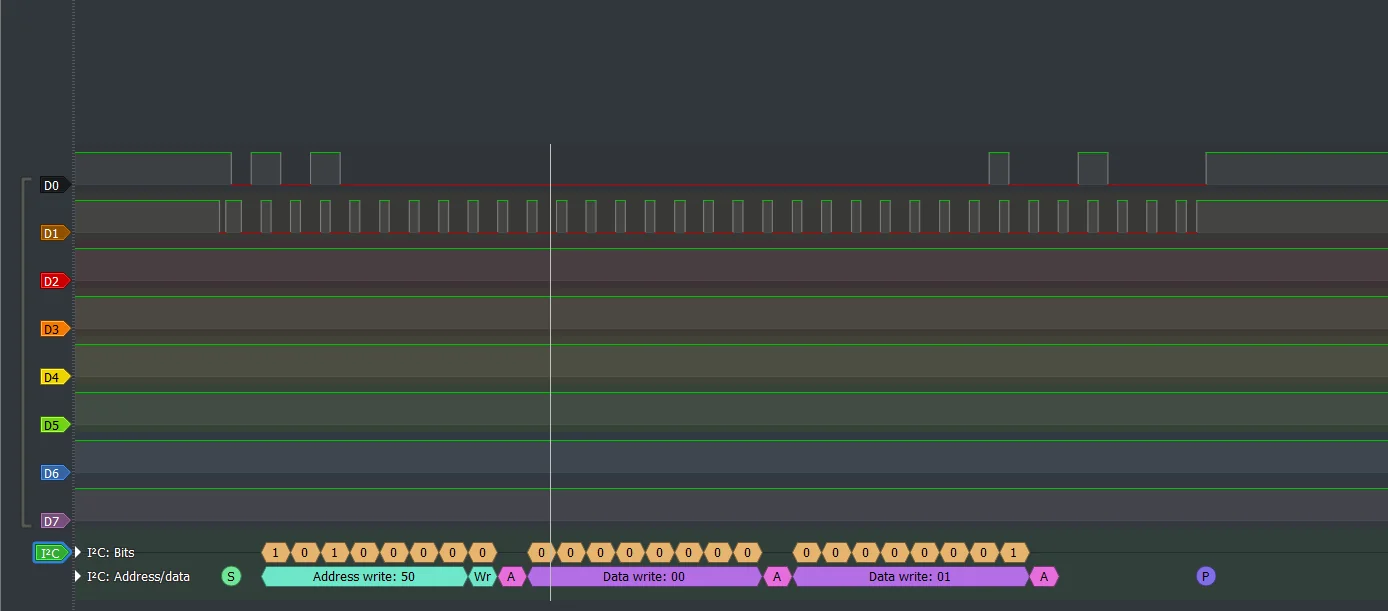 D0
D1
D2
D3
D4
D5
D6
D7
I²C I²C: Bits 1 0 1 0 0 0 0 0 0 0 0 0 0 0 0 0 0 0 0 0 0 0 0 1
I²C: Address/data S Address write: 50 Wr A Data write: 00 A Data write: 01 A P